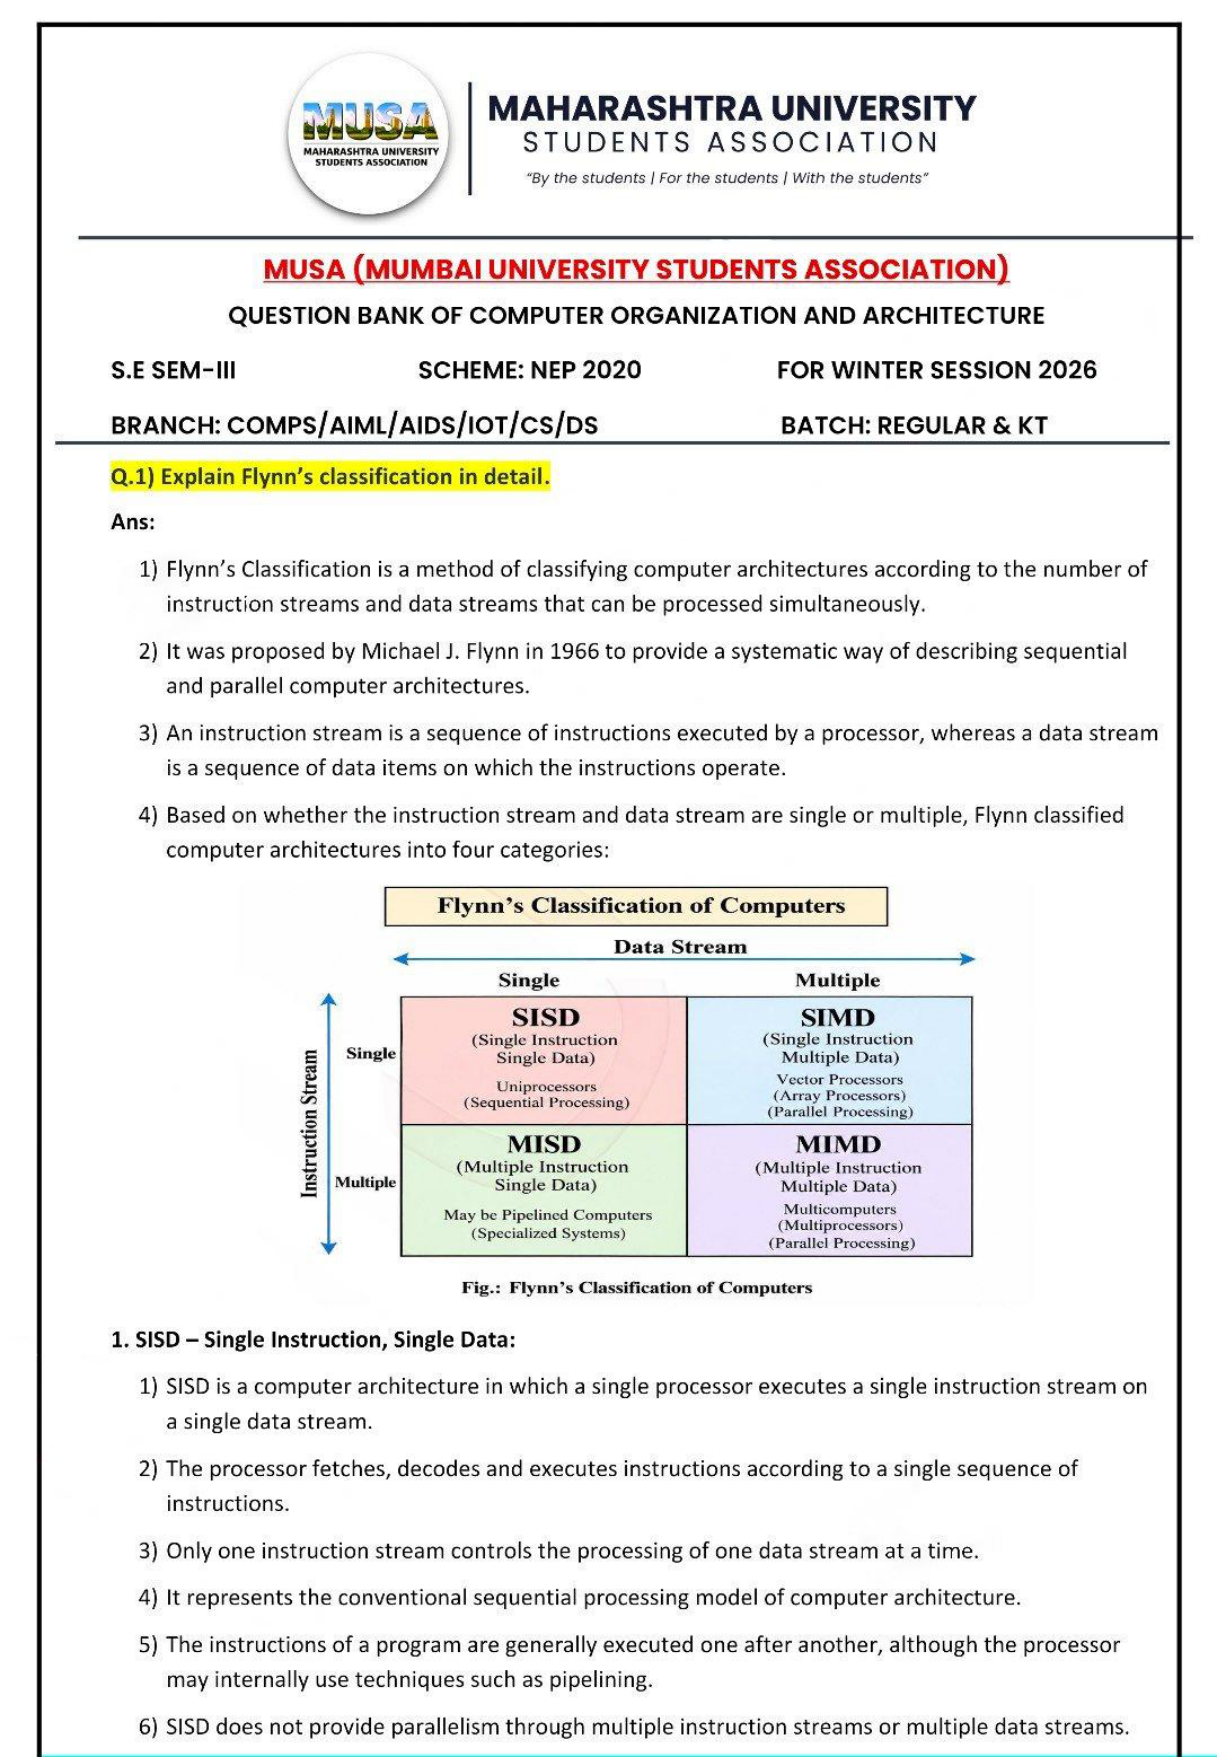 MUSA
MAHARASHTRA UNIVERSITY
STUDENTS ASSOCIATION
MAHARASHTRA UNIVERSITY
STUDENTS ASSOCIATION
“By the students | For the students | With the students”
MUSA (MUMBAI UNIVERSITY STUDENTS ASSOCIATION)
QUESTION BANK OF COMPUTER ORGANIZATION AND ARCHITECTURE
S.E SEM-III SCHEME: NEP 2020 FOR WINTER SESSION 2026
BRANCH: COMPS/AIML/AIDS/IOT/CS/DS BATCH: REGULAR & KT
Q.1) Explain Flynn’s classification in detail.
Ans:
1) Flynn’s Classification is a method of classifying computer architectures according to the number of
instruction streams and data streams that can be processed simultaneously.
2) It was proposed by Michael J. Flynn in 1966 to provide a systematic way of describing sequential
and parallel computer architectures.
3) An instruction stream is a sequence of instructions executed by a processor, whereas a data stream
is a sequence of data items on which the instructions operate.
4) Based on whether the instruction stream and data stream are single or multiple, Flynn classified
computer architectures into four categories:
Flynn’s Classification of Computers
Data Stream
Single Multiple
Instruction Stream
Single
SISD
(Single Instruction
Single Data)
Uniprocessors
(Sequential Processing)
SIMD
(Single Instruction
Multiple Data)
Vector Processors
(Array Processors)
(Parallel Processing)
Multiple
MISD
(Multiple Instruction
Single Data)
May be Pipelined Computers
(Specialized Systems)
MIMD
(Multiple Instruction
Multiple Data)
Multicomputers
(Multiprocessors)
(Parallel Processing)
Fig.: Flynn’s Classification of Computers
1. SISD – Single Instruction, Single Data:
1) SISD is a computer architecture in which a single processor executes a single instruction stream on
a single data stream.
2) The processor fetches, decodes and executes instructions according to a single sequence of
instructions.
3) Only one instruction stream controls the processing of one data stream at a time.
4) It represents the conventional sequential processing model of computer architecture.
5) The instructions of a program are generally executed one after another, although the processor
may internally use techniques such as pipelining.
6) SISD does not provide parallelism through multiple instruction streams or multiple data streams.